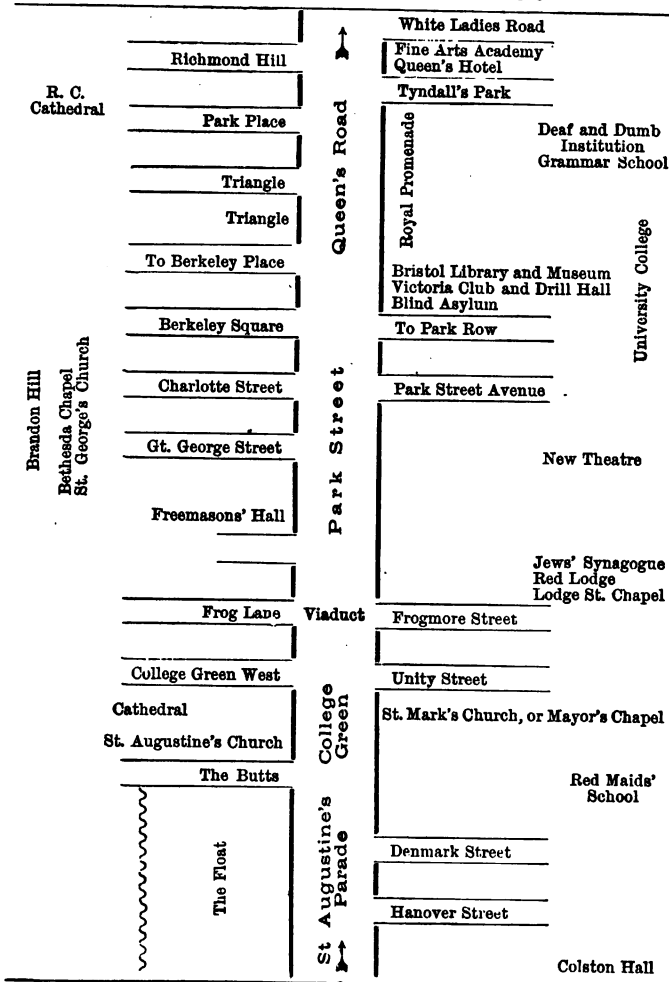 White Ladies Road
Richmond Hill
Fine Arts Academy
Queen's Hotel
R. C.
Cathedral
Tyndall's Park
Park Place
Queen's Road
Royal Promenade
Deaf and Dumb
Institution
Grammar School
Triangle
Triangle
University College
To Berkeley Place
Bristol Library and Museum
Victoria Club and Drill Hall
Blind Asylum
Berkeley Square
To Park Row
Brandon Hill
Bethesda Chapel
St. George's Church
Charlotte Street
Park Street
Park Street Avenue
Gt. George Street
New Theatre
Freemasons' Hall
Jews' Synagogue
Red Lodge
Lodge St. Chapel
Frog Lane
Viaduct
Frogmore Street
College Green West
Unity Street
Cathedral
St. Augustine's Church
College
Green
St. Mark's Church, or Mayor's Chapel
The Butts
Red Maids'
School
The Float
St Augustine's
Parade
Denmark Street
Hanover Street
Colston Hall